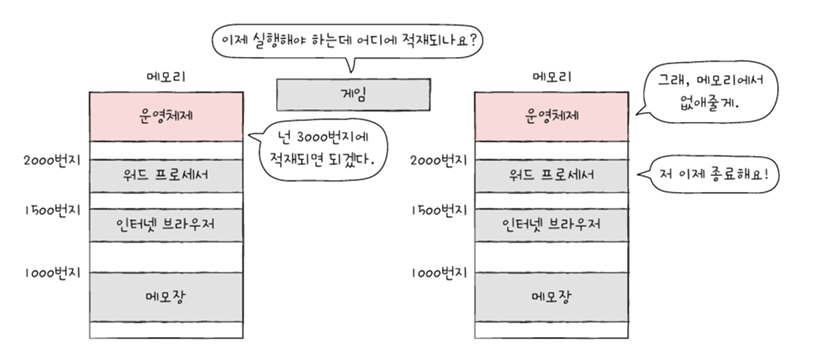 이제 실행해야 하는데 어디에 적재되나요?
메모리
게임
운영체제
넌 3000번지에
적재되면 되겠다.
2000번지
워드 프로세서
1500번지
인터넷 브라우저
1000번지
메모장
메모리
그래, 메모리에서
없애줄게.
운영체제
2000번지
워드 프로세서
저 이제 종료해요!
1500번지
인터넷 브라우저
1000번지
메모장